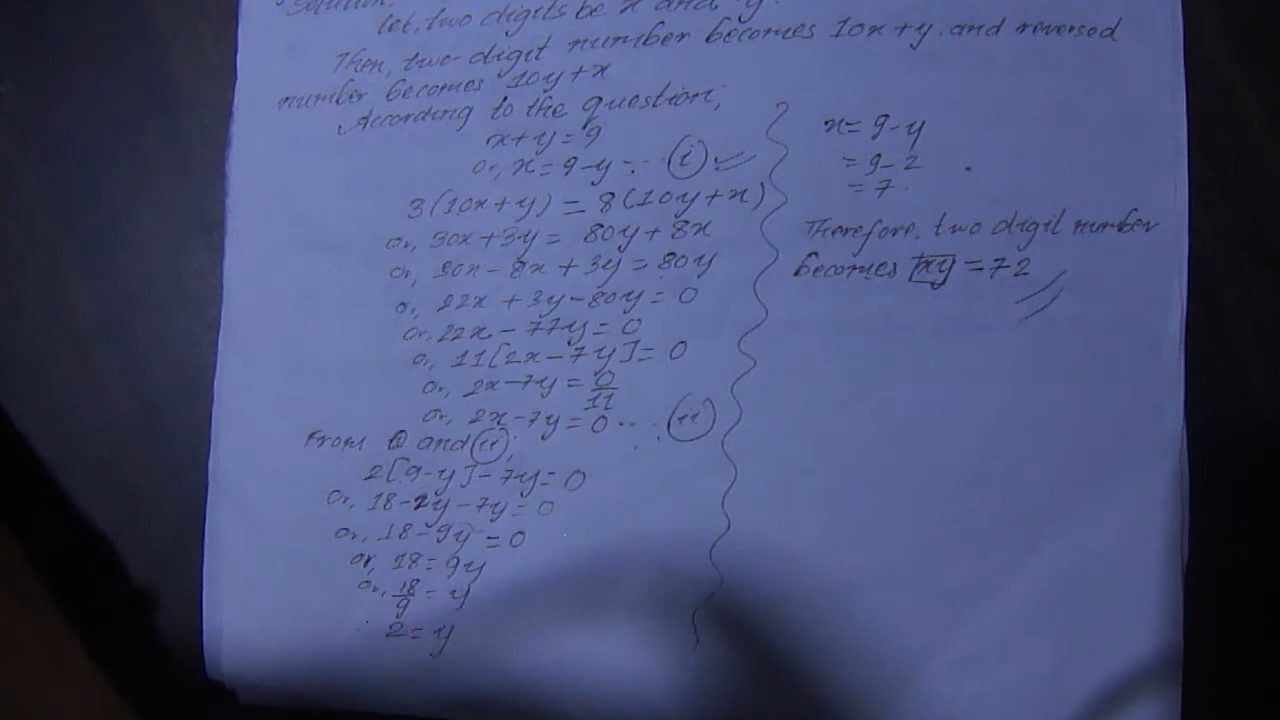 Solution:
Let, two digits be x and y.
Then, two-digit number becomes 10x+y. and reversed
number becomes 10y+x
According to the question,
x+y=9
or, x=9-y ... (i)
3(10x+y) = 8(10y+x)
or, 30x+3y = 80y+8x
or, 30x-8x+3y=80y
or, 22x+3y-80y=0
or, 22x-77y=0
or, 11[2x-7y]=0
or, 2x-7y = 0/11
or, 2x-7y=0 ... (ii)
From (i) and (ii),
2[9-y]-7y=0
or, 18-2y-7y=0
or, 18-9y=0
or, 18=9y
or, 18/9 = y
2=y
x=9-y
=9-2
=7.
Therefore, two digit number
becomes xy = 72